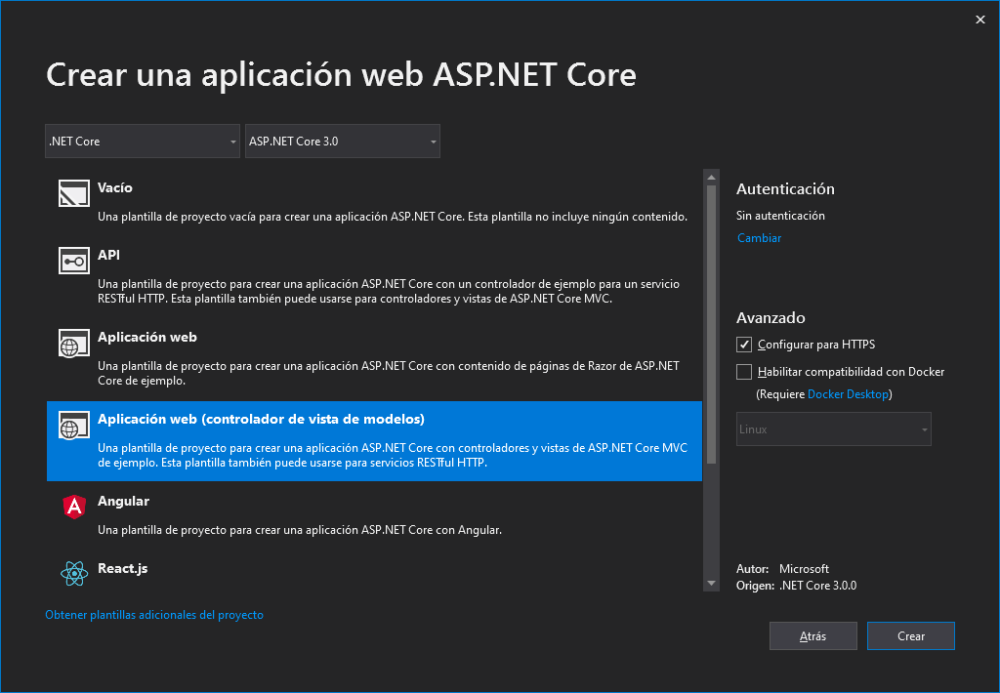 Crear una aplicación web ASP.NET Core
.NET Core
ASP.NET Core 3.0
Vacío
Una plantilla de proyecto vacía para crear una aplicación ASP.NET Core. Esta plantilla no incluye ningún contenido.
API
Una plantilla de proyecto para crear una aplicación ASP.NET Core con un controlador de ejemplo para un servicio
RESTful HTTP. Esta plantilla también puede usarse para controladores y vistas de ASP.NET Core MVC.
Aplicación web
Una plantilla de proyecto para crear una aplicación ASP.NET Core con contenido de páginas de Razor de ASP.NET
Core de ejemplo.
Aplicación web (controlador de vista de modelos)
Una plantilla de proyecto para crear una aplicación ASP.NET Core con controladores y vistas de ASP.NET Core MVC
de ejemplo. Esta plantilla también puede usarse para servicios RESTful HTTP.
Angular
Una plantilla de proyecto para crear una aplicación ASP.NET Core con Angular.
React.js
Obtener plantillas adicionales del proyecto
Autenticación
Sin autenticación
Cambiar
Avanzado
Configurar para HTTPS
Habilitar compatibilidad con Docker
(Requiere Docker Desktop)
Linux
Autor: Microsoft
Origen: .NET Core 3.0.0
Atrás
Crear